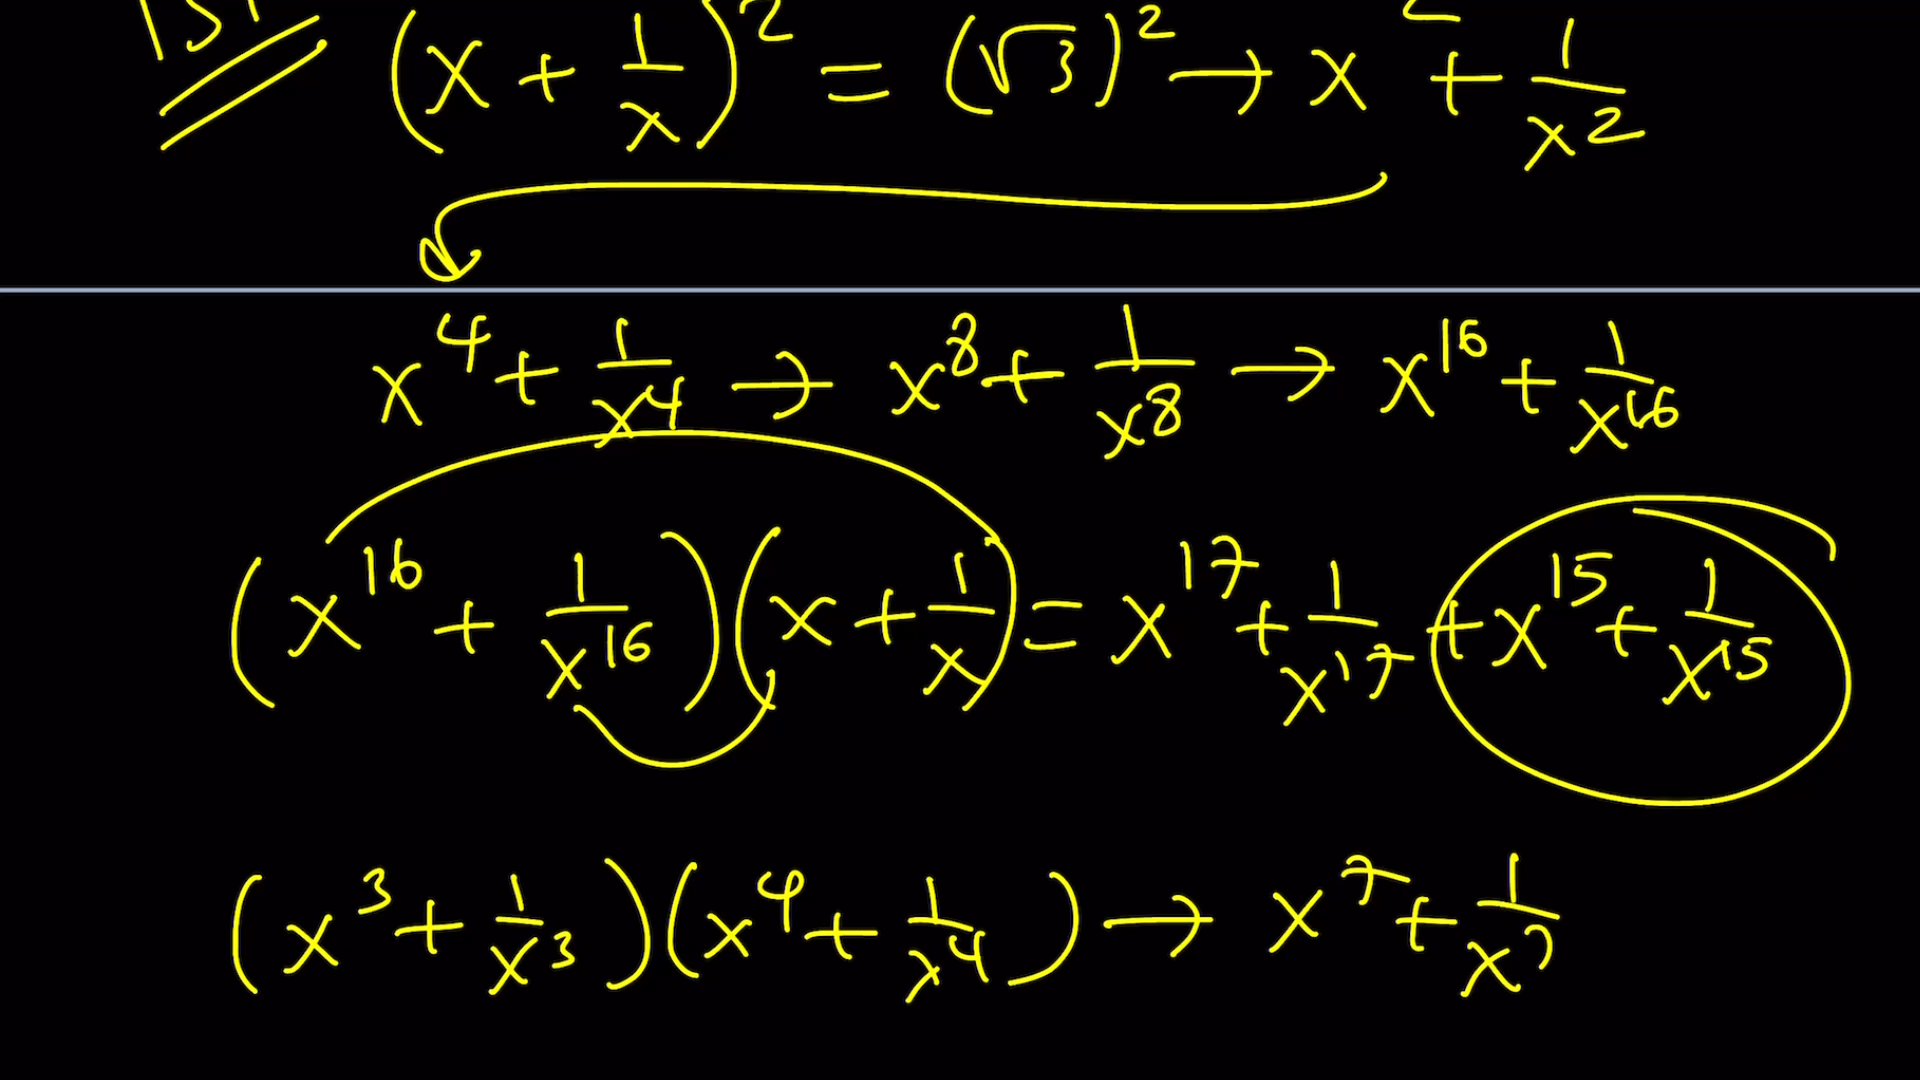 1st (x + 1/x)² = (√3)² → x² + 1/x²
x⁴ + 1/x⁴ → x⁸ + 1/x⁸ → x¹⁶ + 1/x¹⁶
(x¹⁶ + 1/x¹⁶)(x + 1/x) = x¹⁷ + 1/x¹⁷ + x¹⁵ + 1/x¹⁵
(x³ + 1/x³)(x⁴ + 1/x⁴) → x⁷ + 1/x⁷